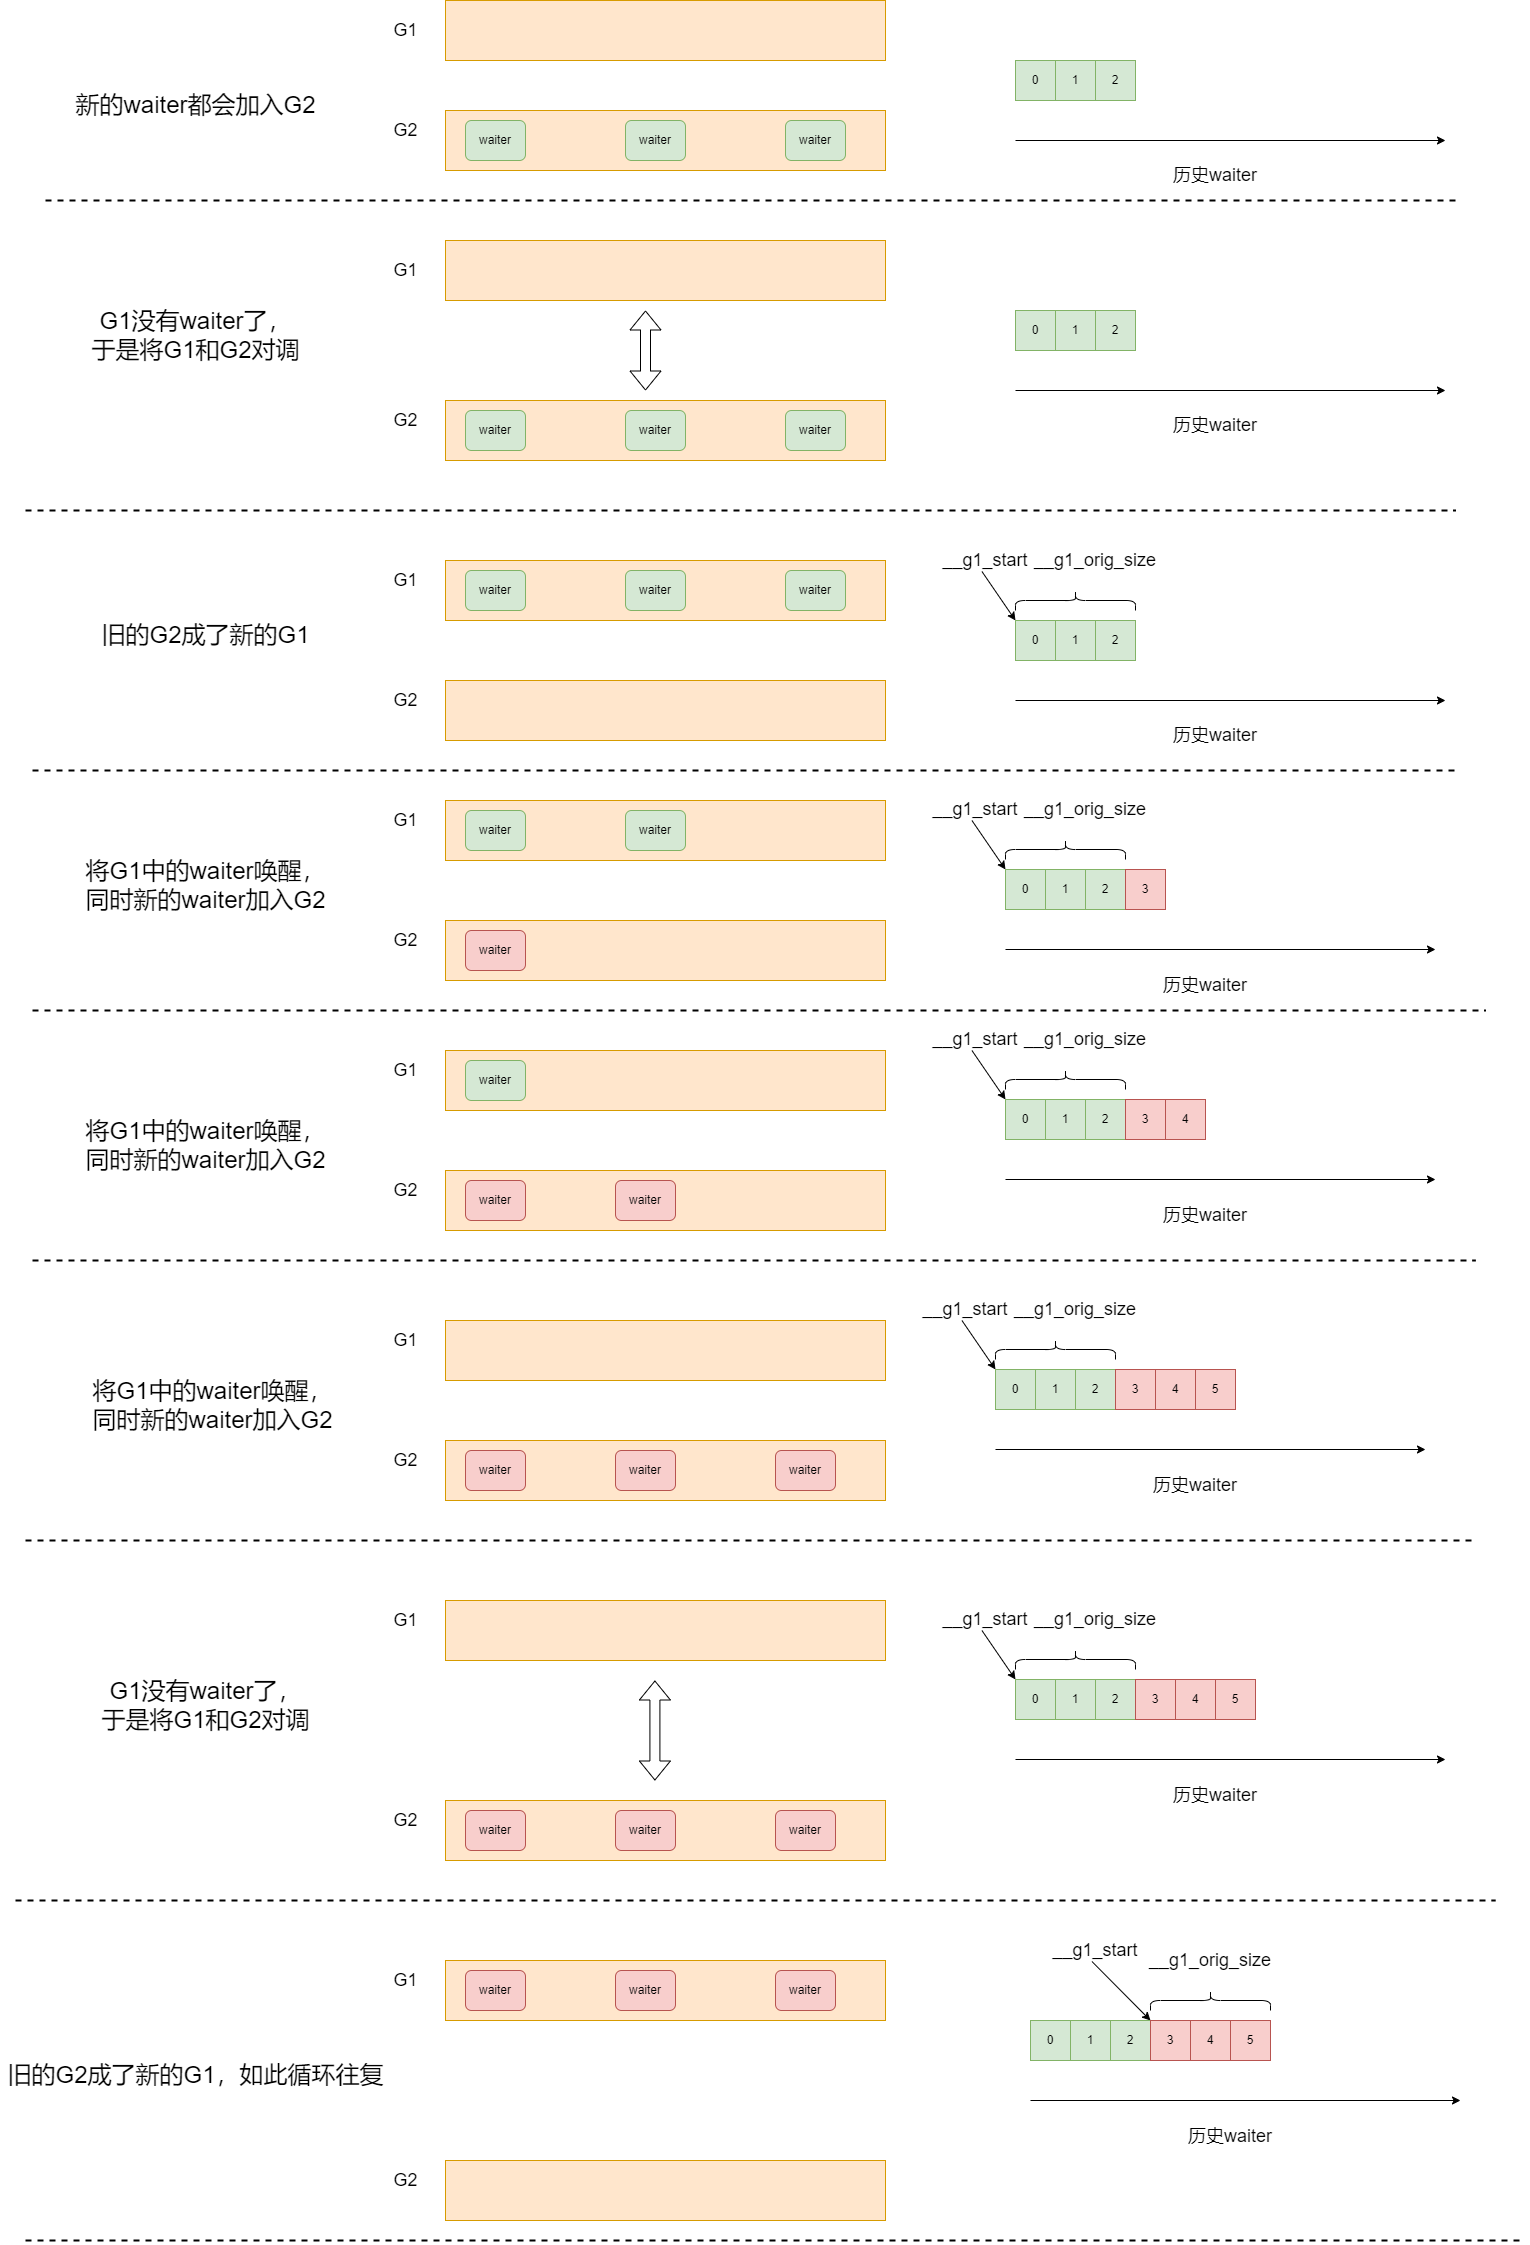 G1
0 1 2
新的waiter都会加入G2
G2
waiter waiter waiter
历史waiter
G1
G1没有waiter了，
于是将G1和G2对调
0 1 2
G2
waiter waiter waiter
历史waiter
__g1_start __g1_orig_size
G1
waiter waiter waiter
旧的G2成了新的G1
0 1 2
G2
历史waiter
__g1_start __g1_orig_size
G1
waiter waiter
将G1中的waiter唤醒，
同时新的waiter加入G2
0 1 2 3
G2
waiter
历史waiter
__g1_start __g1_orig_size
G1
waiter
将G1中的waiter唤醒，
同时新的waiter加入G2
0 1 2 3 4
G2
waiter waiter
历史waiter
__g1_start __g1_orig_size
G1
将G1中的waiter唤醒，
同时新的waiter加入G2
0 1 2 3 4 5
G2
waiter waiter waiter
历史waiter
__g1_start __g1_orig_size
G1
G1没有waiter了，
于是将G1和G2对调
0 1 2 3 4 5
历史waiter
G2
waiter waiter waiter
__g1_start
__g1_orig_size
G1
waiter waiter waiter
0 1 2 3 4 5
旧的G2成了新的G1，如此循环往复
历史waiter
G2